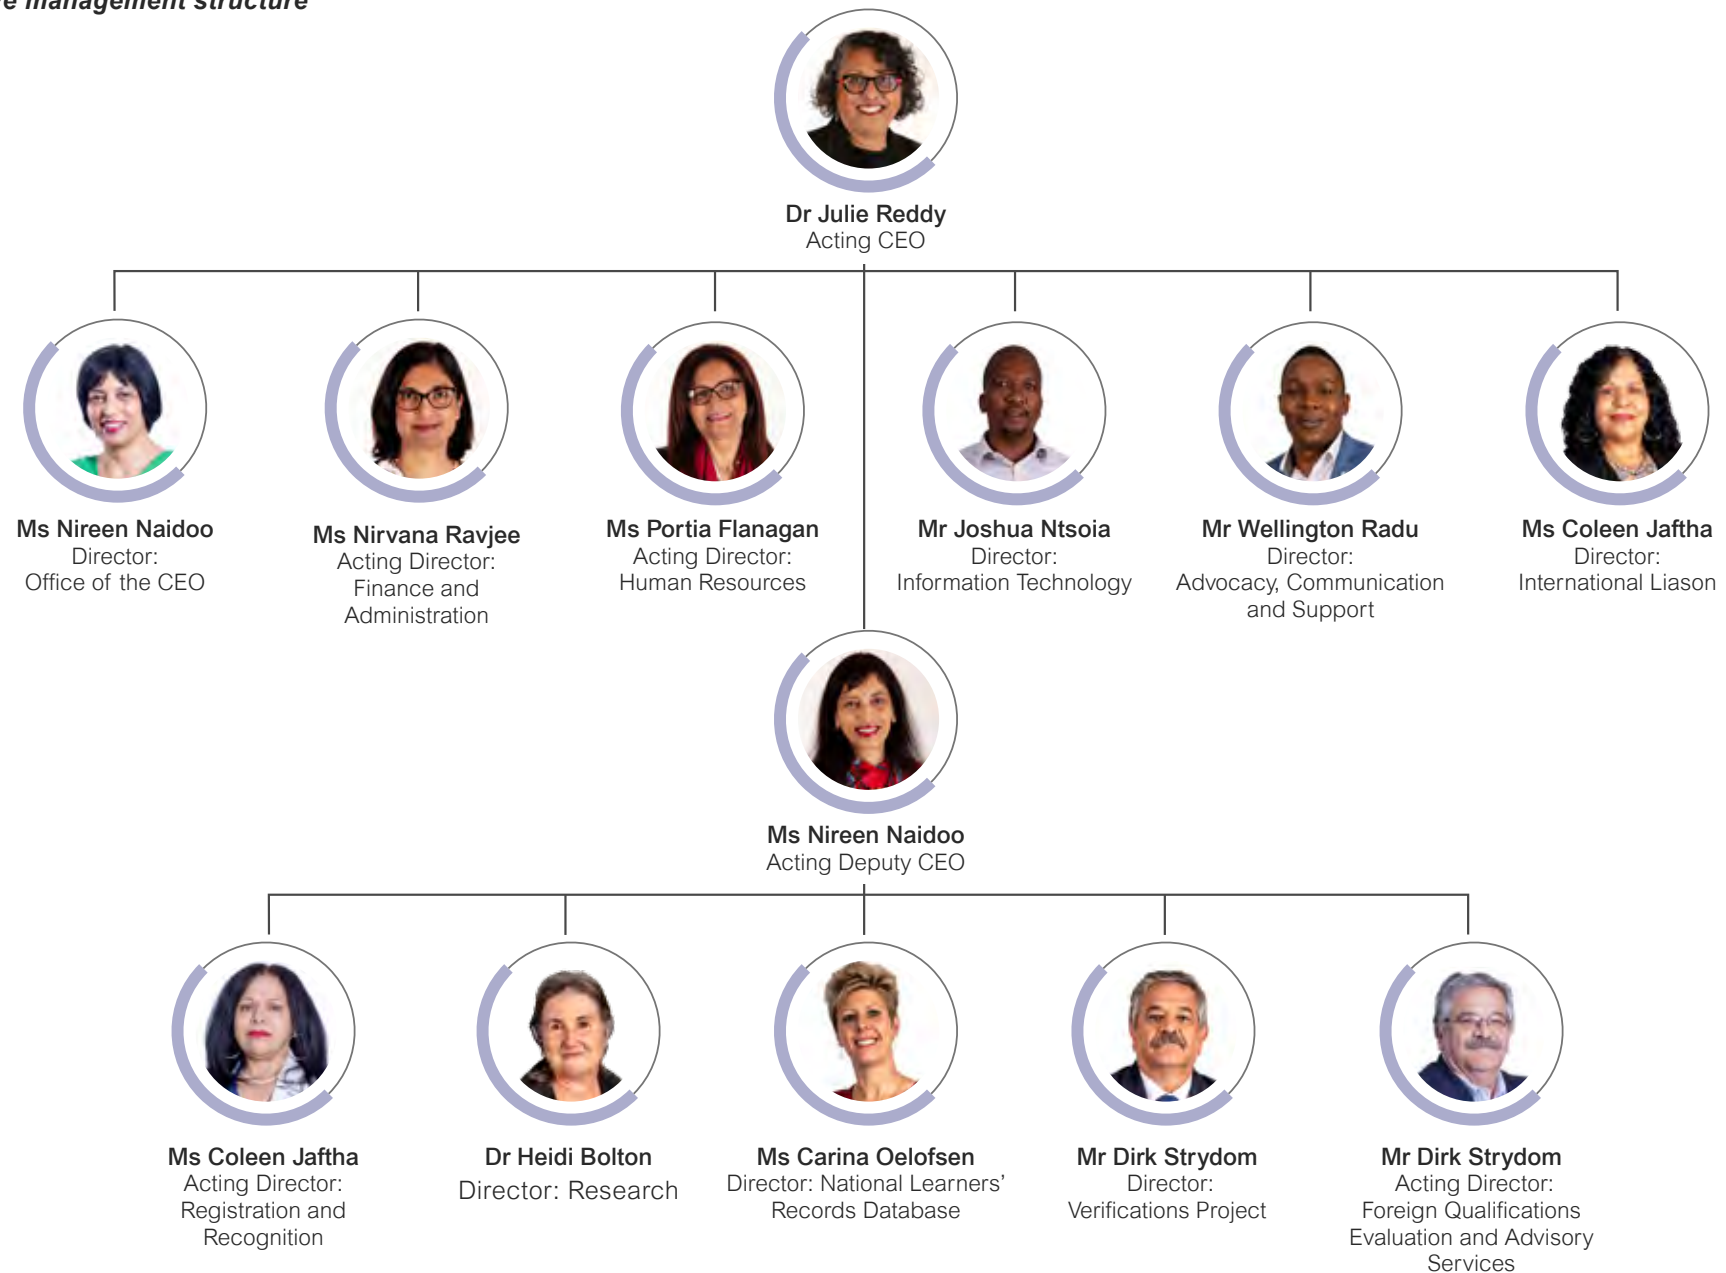 management structure
Dr Julie Reddy
Acting CEO
Ms Nireen Naidoo
Director:
Office of the CEO
Ms Nirvana Ravjee
Acting Director:
Finance and
Administration
Ms Portia Flanagan
Acting Director:
Human Resources
Mr Joshua Ntsoia
Director:
Information Technology
Mr Wellington Radu
Director:
Advocacy, Communication
and Support
Ms Coleen Jaftha
Director:
International Liason
Ms Nireen Naidoo
Acting Deputy CEO
Ms Coleen Jaftha
Acting Director:
Registration and
Recognition
Dr Heidi Bolton
Director: Research
Ms Carina Oelofsen
Director: National Learners’
Records Database
Mr Dirk Strydom
Director:
Verifications Project
Mr Dirk Strydom
Acting Director:
Foreign Qualifications
Evaluation and Advisory
Services